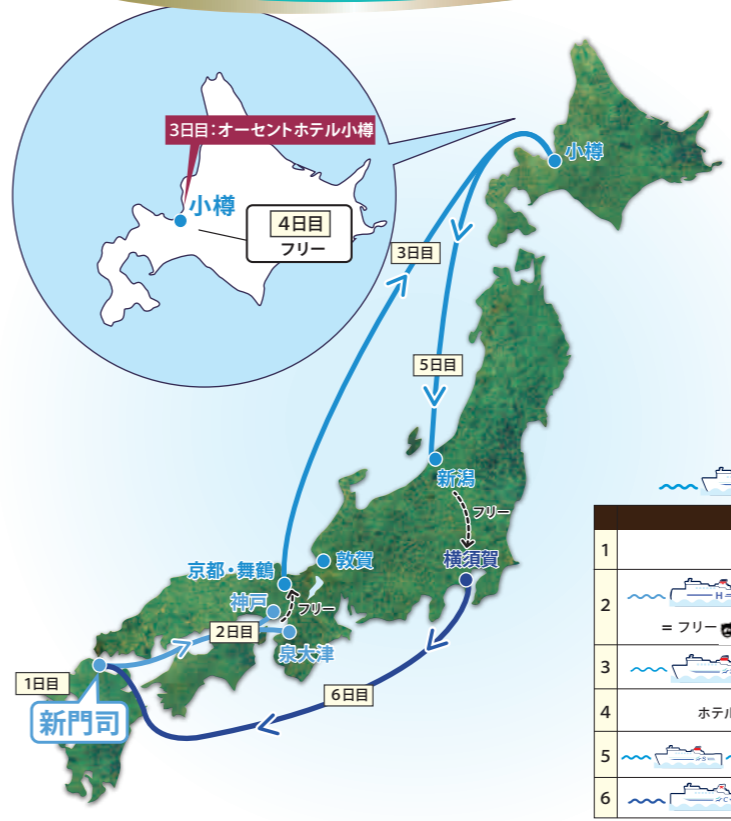 3日目:オーセントホテル小樽
小樽
4日目
フリー
小樽
3日目
5日目
新潟
フリー
横須賀
敦賀
京都・舞鶴
神戸
フリー
2日目
泉大津
1日目
新門司
6日目
1
2
H
= フリー
3
4
ホテル
5
6